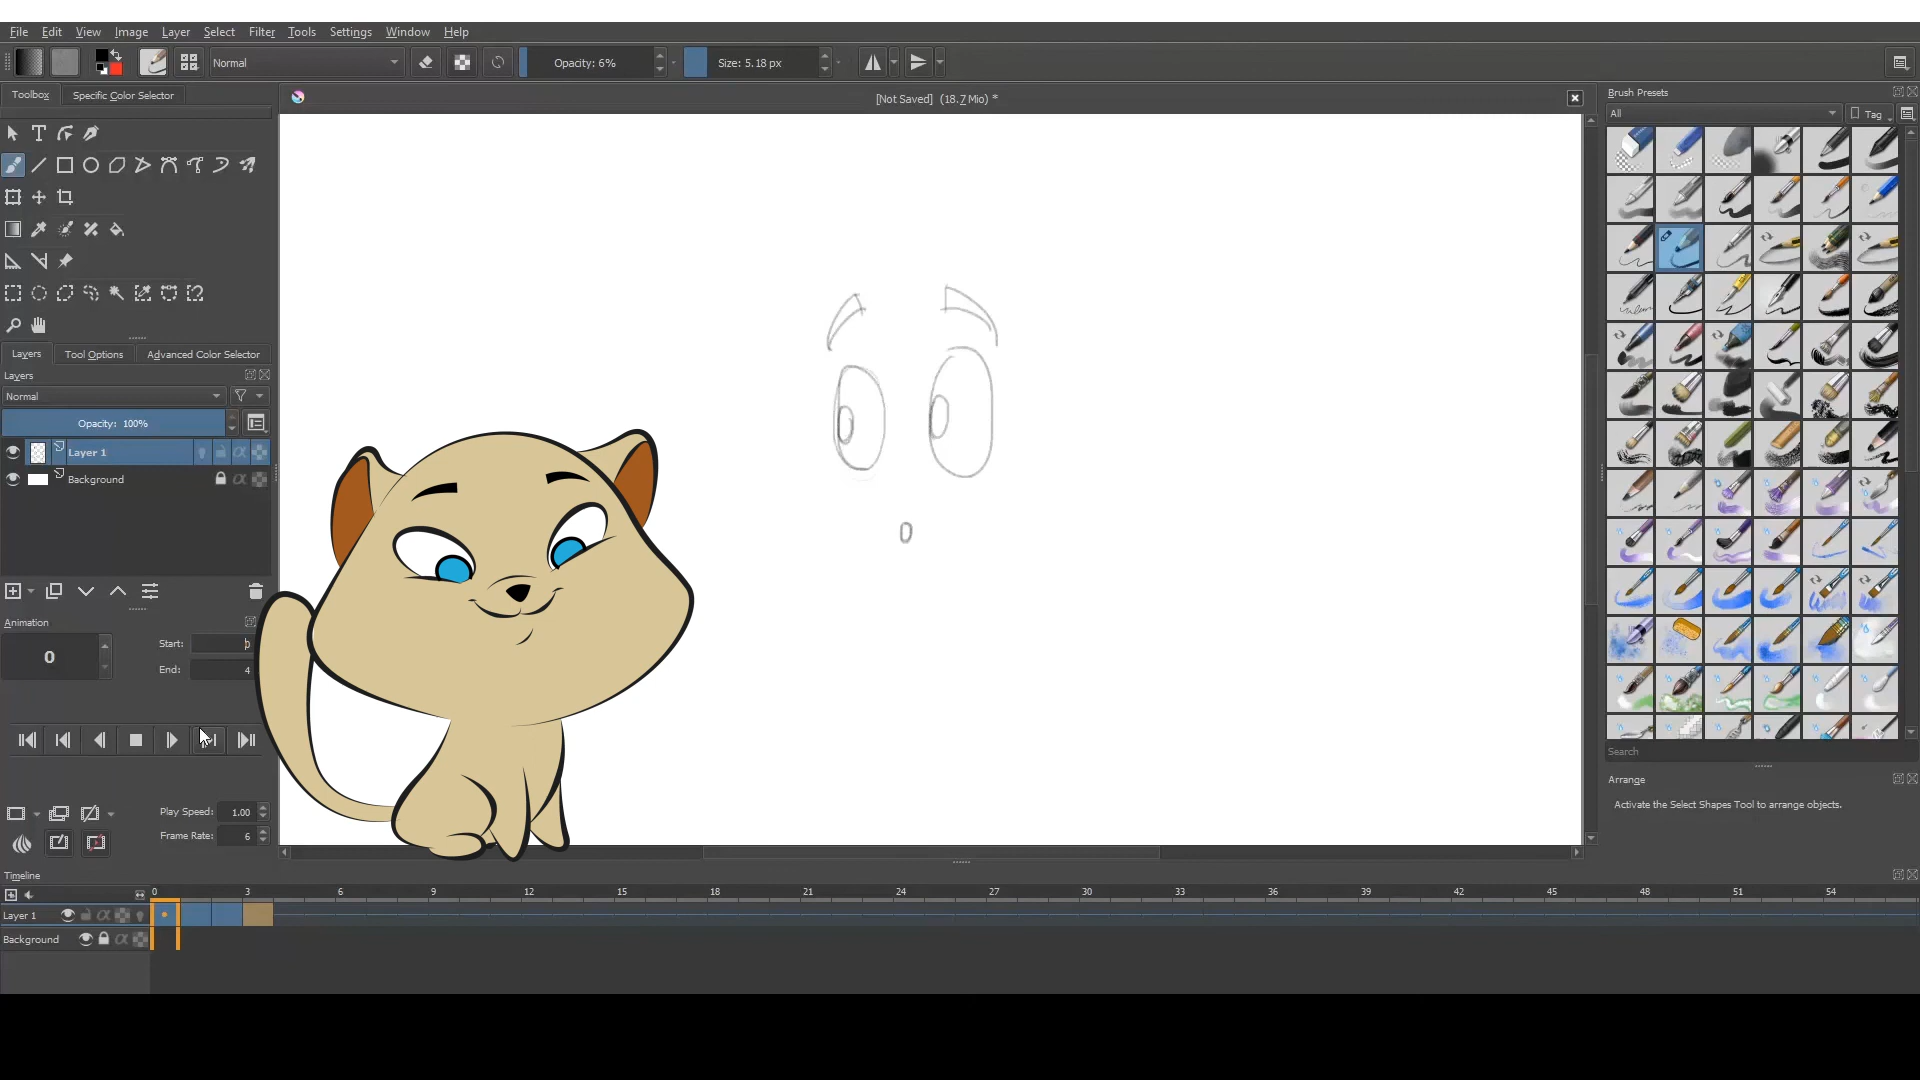 File Edit View Image Layer Select Filter Tools Settings Window Help
Normal Opacity: 6% Size: 5.18 px
Toolbox Specific Color Selector
[Not Saved] (18.7 Mio) *
Brush Presets
All Tag
Layers Tool Options Advanced Color Selector
Layers
Normal
Opacity: 100%
Layer 1
Background
Animation
0
Start: 0
End: 4
Play Speed: 1.00
Frame Rate: 6
Search
Arrange
Activate the Select Shapes Tool to arrange objects.
Timeline
0 3 6 9 12 15 18 21 24 27 30 33 36 39 42 45 48 51 54
Layer 1
Background